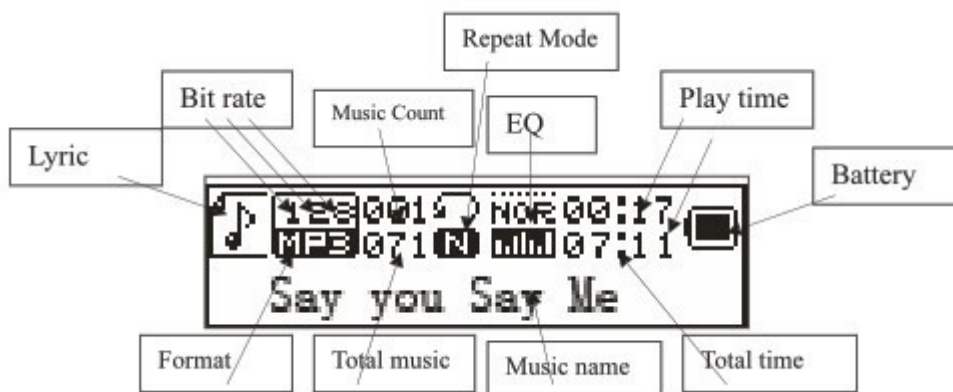 Repeat Mode
Bit rate
Music Count
EQ
Play time
Lyric
Battery
128 001 NOR 00:17
MP3 071 N 07:11
Say you Say Me
Format
Total music
Music name
Total time